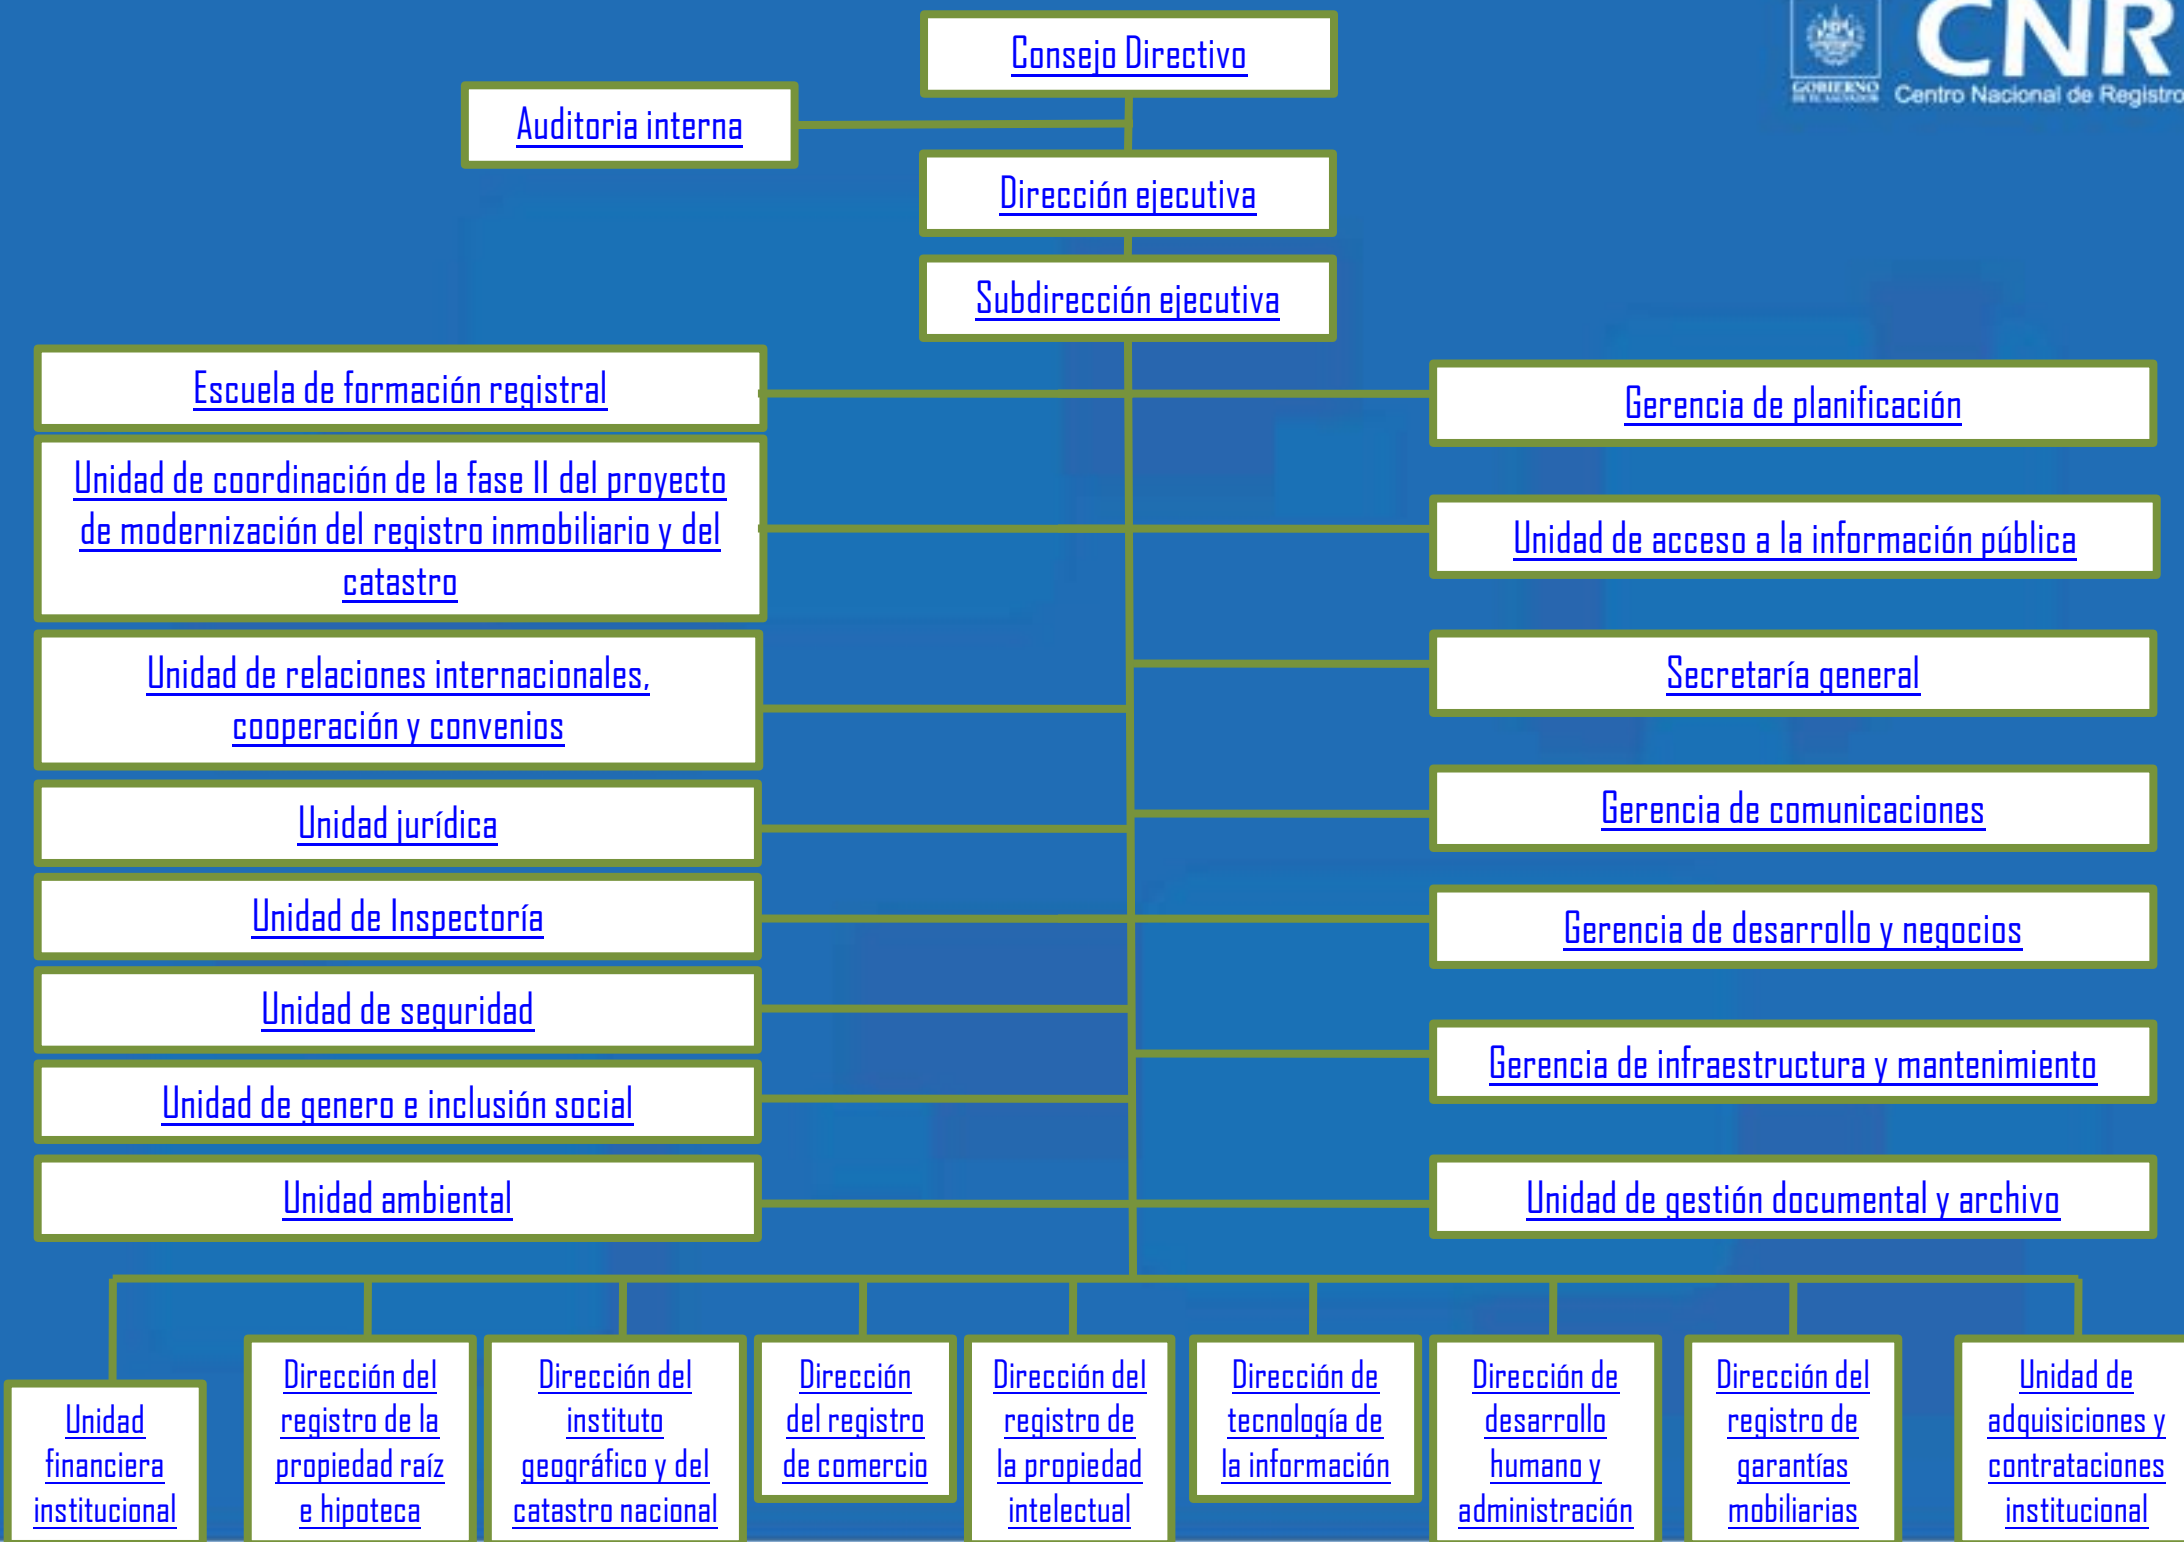 Consejo Directivo
CNR
GOBIERNO
DE EL SALVADOR
Centro Nacional de Registro
Auditoria interna
Dirección ejecutiva
Subdirección ejecutiva
Escuela de formación registral
Gerencia de planificación
Unidad de coordinación de la fase II del proyecto
de modernización del registro inmobiliario y del
catastro
Unidad de acceso a la información pública
Unidad de relaciones internacionales,
cooperación y convenios
Secretaría general
Unidad jurídica
Gerencia de comunicaciones
Unidad de Inspectoría
Gerencia de desarrollo y negocios
Unidad de seguridad
Gerencia de infraestructura y mantenimiento
Unidad de genero e inclusión social
Unidad ambiental
Unidad de gestión documental y archivo
Unidad
financiera
institucional
Dirección del
registro de la
propiedad raíz
e hipoteca
Dirección del
instituto
geográfico y del
catastro nacional
Dirección
del registro
de comercio
Dirección del
registro de
la propiedad
intelectual
Dirección de
tecnología de
la información
Dirección de
desarrollo
humano y
administración
Dirección del
registro de
garantías
mobiliarias
Unidad de
adquisiciones y
contrataciones
institucional